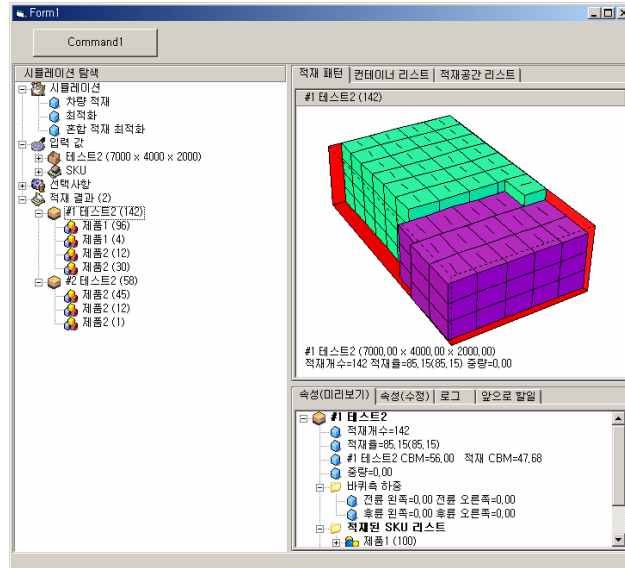 Form1
Command1
시뮬레이션 탐색
시뮬레이션
차량 적재
최적화
혼합 적재 최적화
입력 값
테스트2 (7000 x 4000 x 2000)
SKU
선택사항
적재 결과 (2)
#1 테스트2 (142)
제품1 (96)
제품1 (4)
제품2 (12)
제품2 (30)
#2 테스트2 (58)
제품2 (45)
제품2 (12)
제품2 (1)
적재 패턴 컨테이너 리스트 적재공간 리스트
#1 테스트2 (142)
#1 테스트2 (7000,00 x 4000,00 x 2000,00)
적재개수=142 적재율=85,15(85,15) 중량=0,00
속성(미리보기) 속성(수정) 로그 앞으로 할일
#1 테스트2
적재개수=142
적재율=85,15(85,15)
#1 테스트2 CBM=56,00 적재 CBM=47,68
중량=0,00
바퀴축 하중
전륜 왼쪽=0,00 전륜 오른쪽=0,00
후륜 왼쪽=0,00 후륜 오른쪽=0,00
적재된 SKU 리스트
제품1 (100)